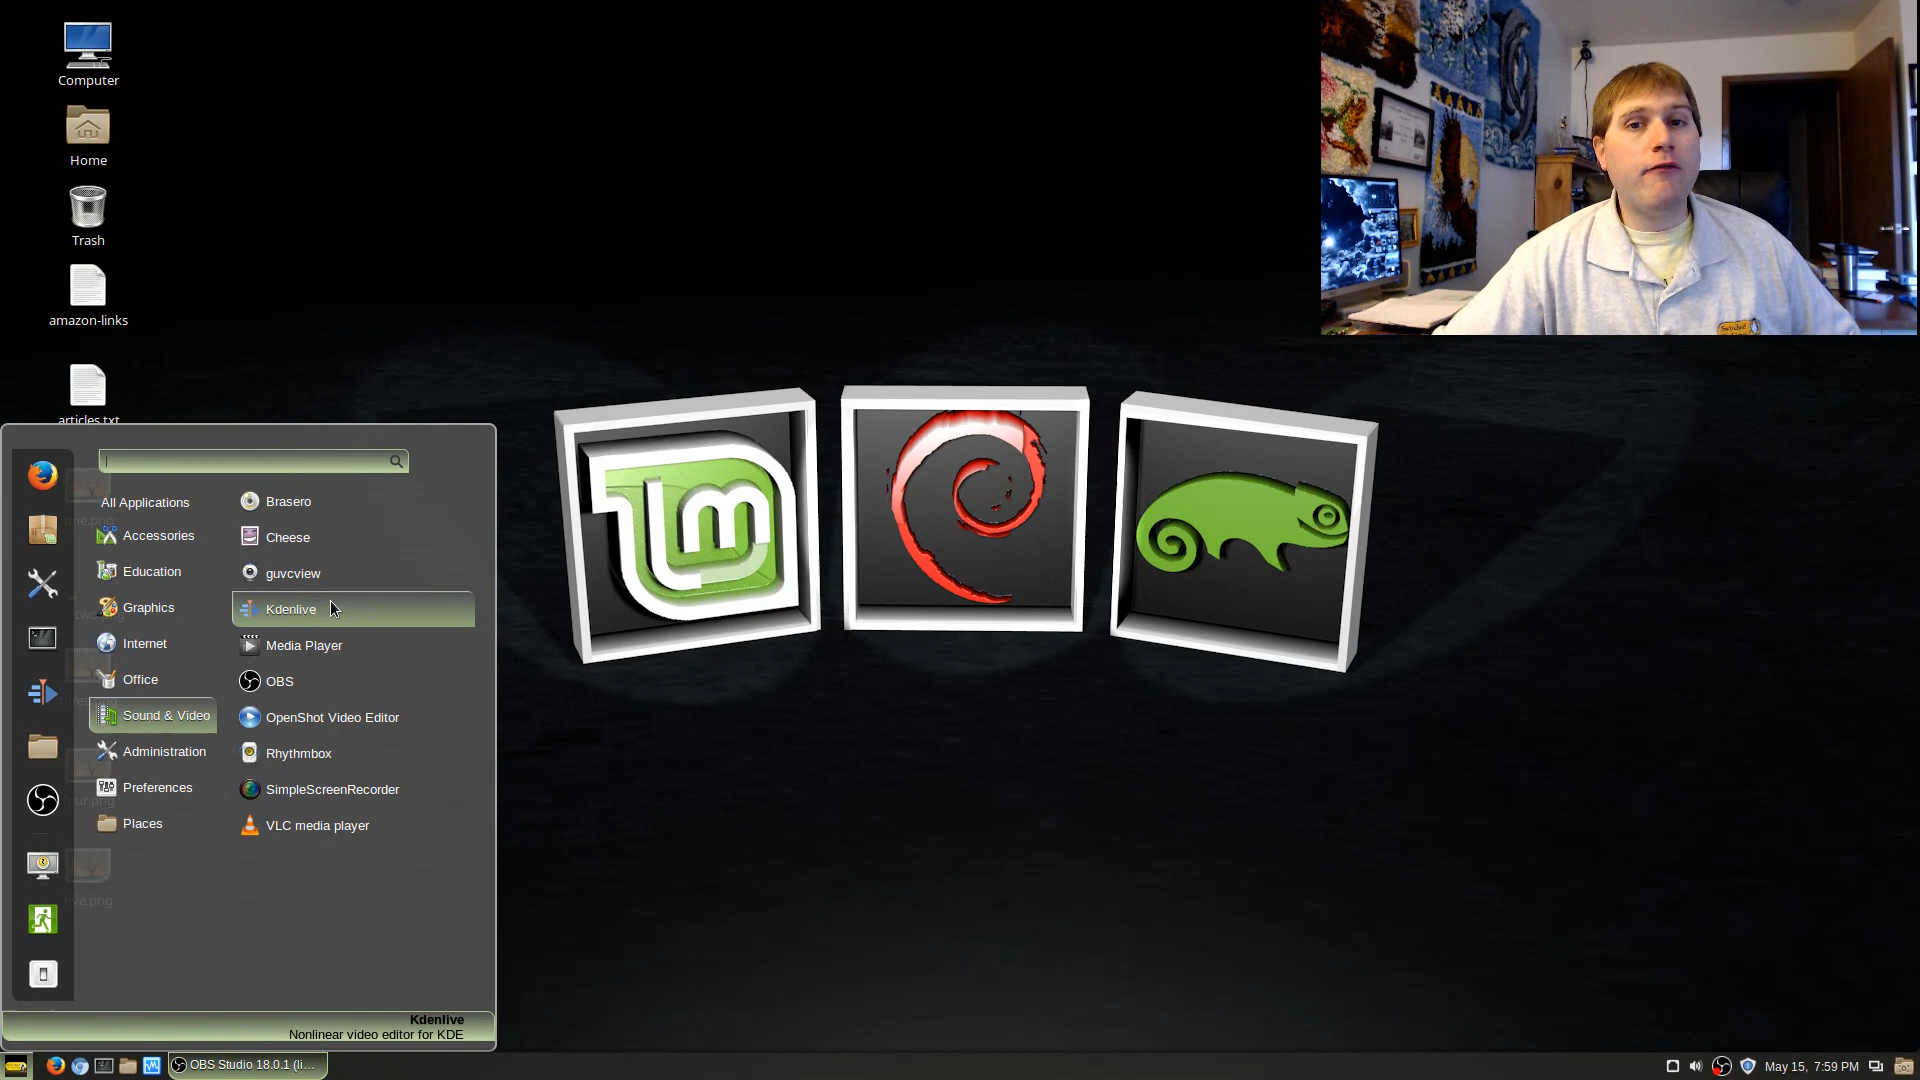 Computer
Home
Trash
amazon-links
articles.txt
All Applications
Accessories
Education
Graphics
Internet
Office
Sound & Video
Administration
Preferences
Places
Brasero
Cheese
guvcview
Kdenlive
Media Player
OBS
OpenShot Video Editor
Rhythmbox
SimpleScreenRecorder
VLC media player
Kdenlive
Nonlinear video editor for KDE
lm
Switched
OBS Studio 18.0.1 (li...
May 15, 7:59 PM